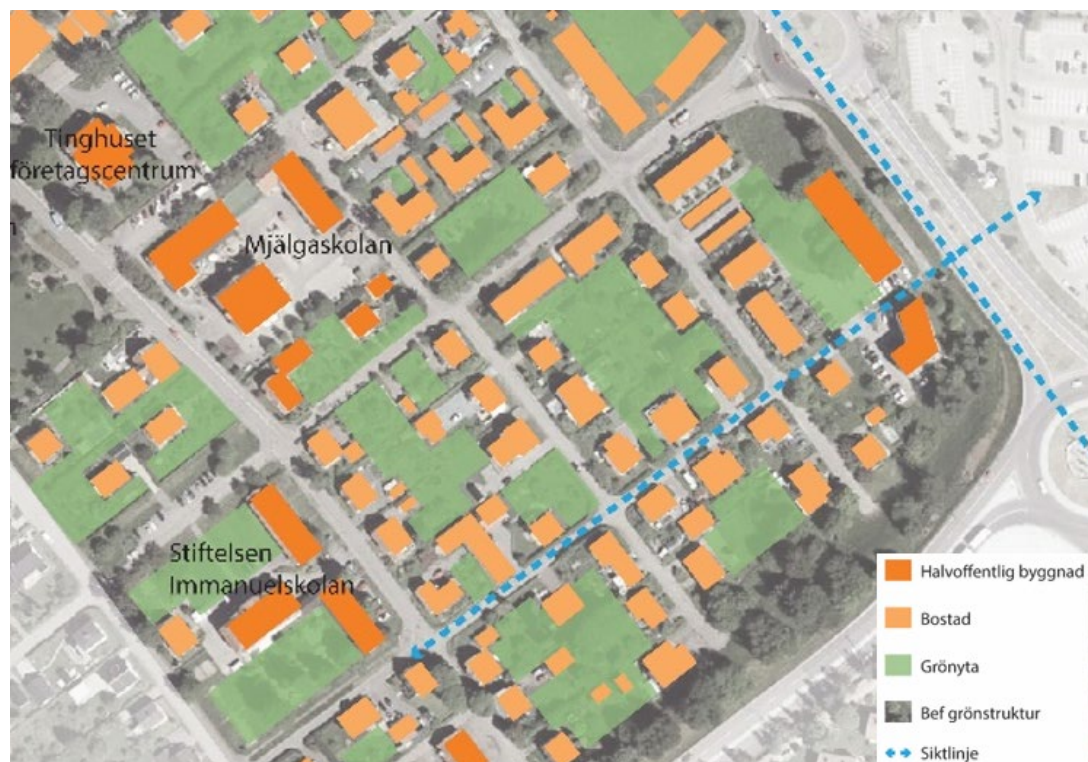 Tinghuset
företagscentrum
Mjälgaskolan
Stiftelsen
Immanuelskolan
Halvoffentlig byggnad
Bostad
Grönyta
Bef grönstruktur
Siktlinje